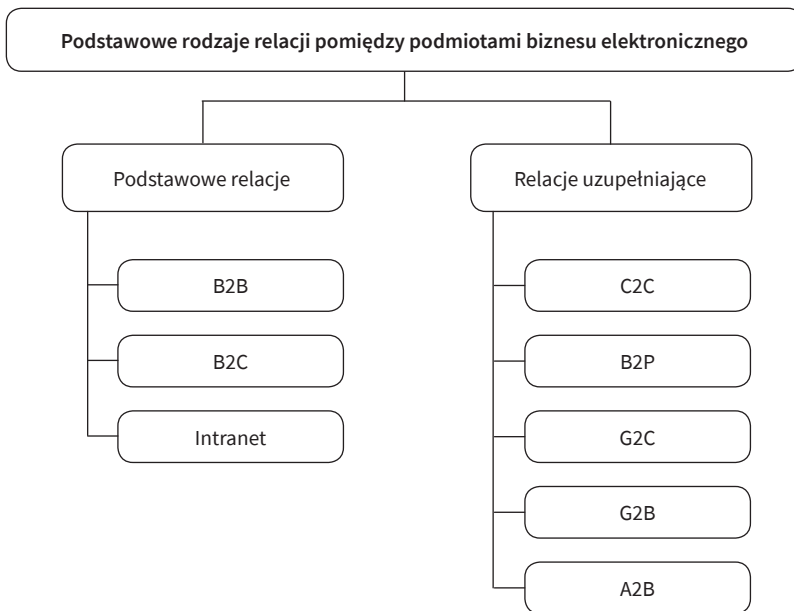 Podstawowe rodzaje relacji pomiędzy podmiotami biznesu elektronicznego
Podstawowe relacje
B2B
B2C
Intranet
Relacje uzupełniające
C2C
B2P
G2C
G2B
A2B